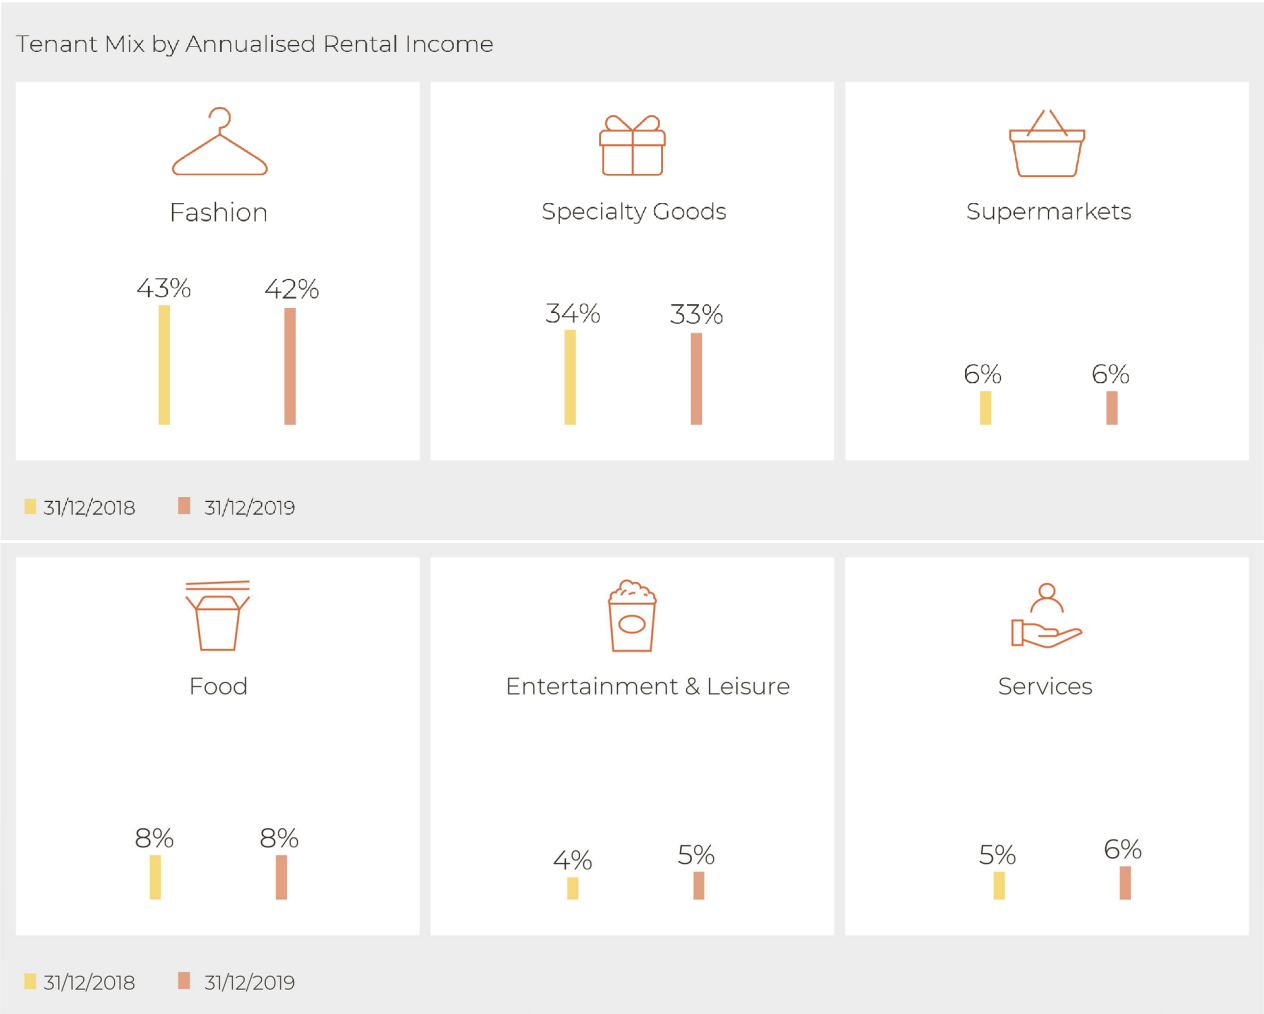 Tenant Mix by Annualised Rental Income
Fashion
43%
42%
Specialty Goods
34%
33%
Supermarkets
6%
6%
31/12/2018
31/12/2019
Food
8%
8%
Entertainment & Leisure
4%
5%
Services
5%
6%
31/12/2018
31/12/2019